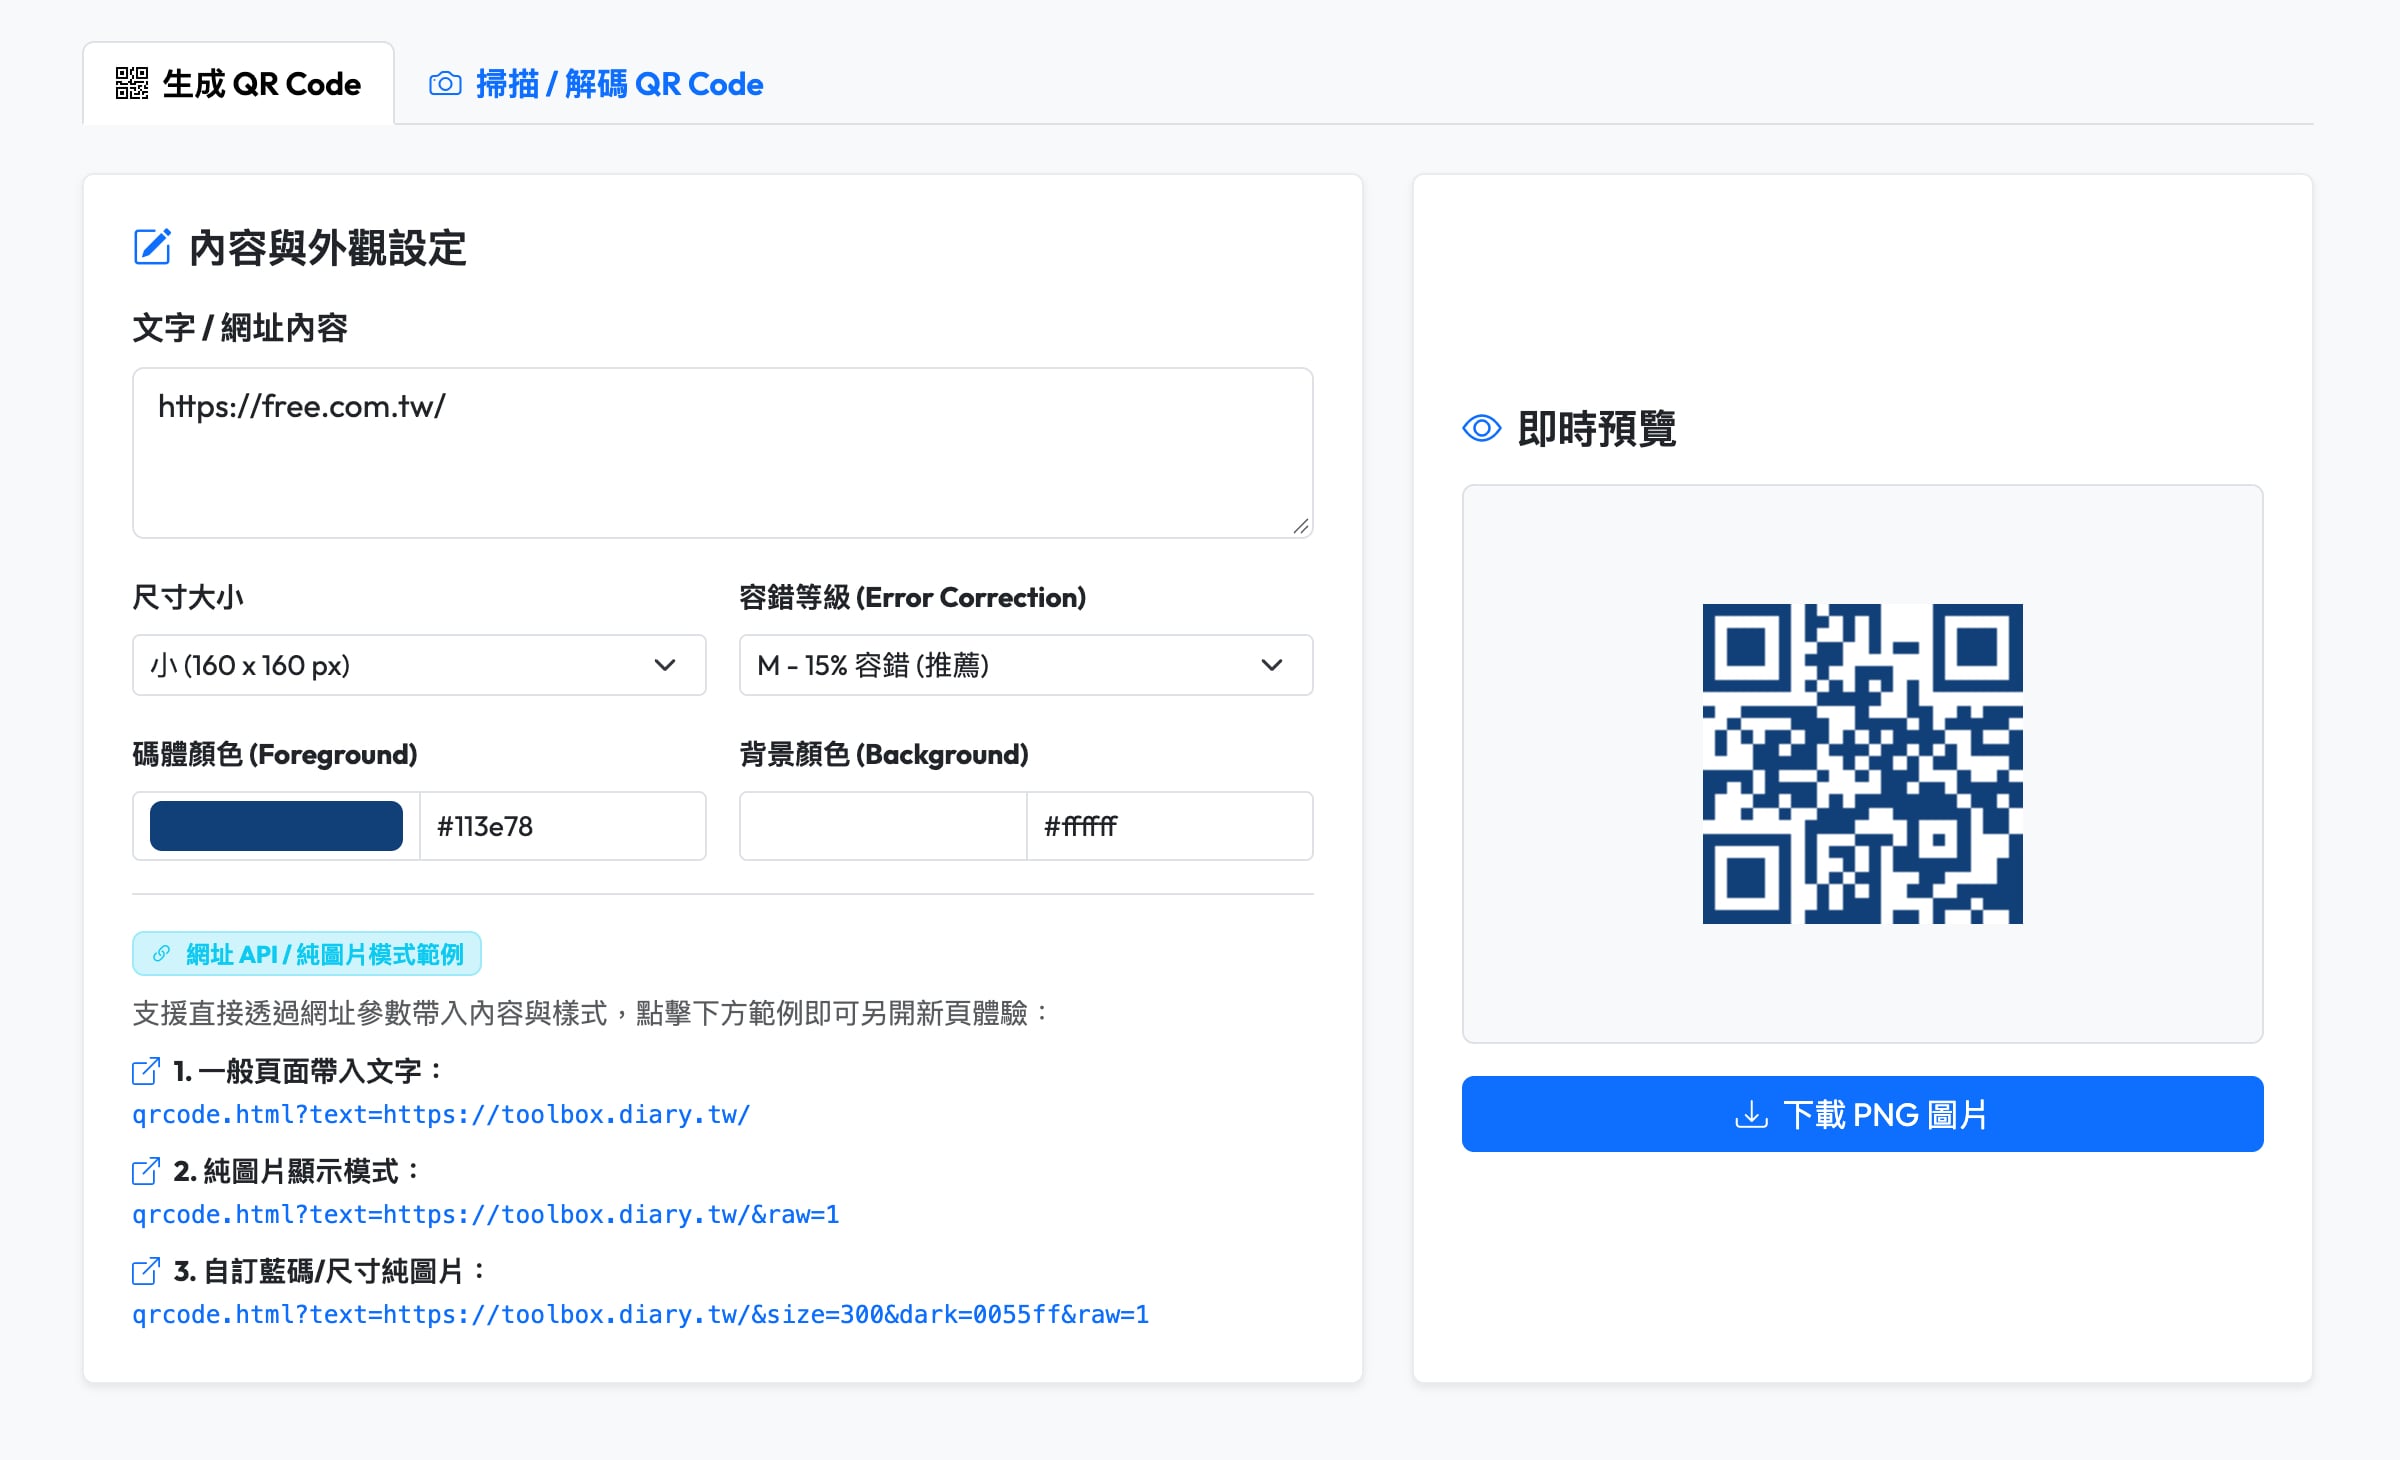 生成 QR Code
掃描 / 解碼 QR Code
內容與外觀設定
文字 / 網址內容
https://free.com.tw/
尺寸大小
容錯等級 (Error Correction)
小 (160 x 160 px)
M - 15% 容錯 (推薦)
碼體顏色 (Foreground)
背景顏色 (Background)
#113e78
#ffffff
網址 API / 純圖片模式範例
支援直接透過網址參數帶入內容與樣式，點擊下方範例即可另開新頁體驗：
1. 一般頁面帶入文字：
qrcode.html?text=https://toolbox.diary.tw/
2. 純圖片顯示模式：
qrcode.html?text=https://toolbox.diary.tw/&raw=1
3. 自訂藍碼/尺寸純圖片：
qrcode.html?text=https://toolbox.diary.tw/&size=300&dark=0055ff&raw=1
即時預覽
下載 PNG 圖片